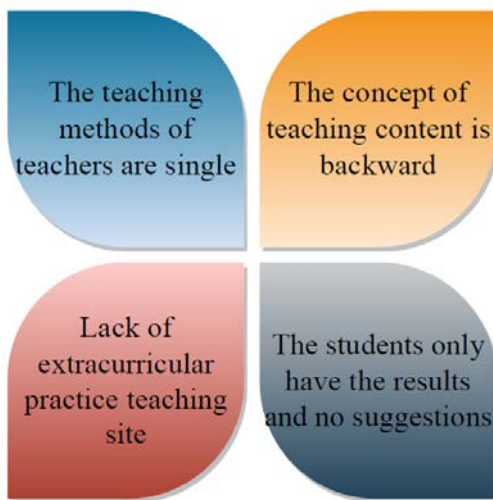 The teaching
methods of
teachers are single
The concept of
teaching content is
backward
Lack of
extracurricular
practice teaching
site
The students only
have the results
and no suggestions